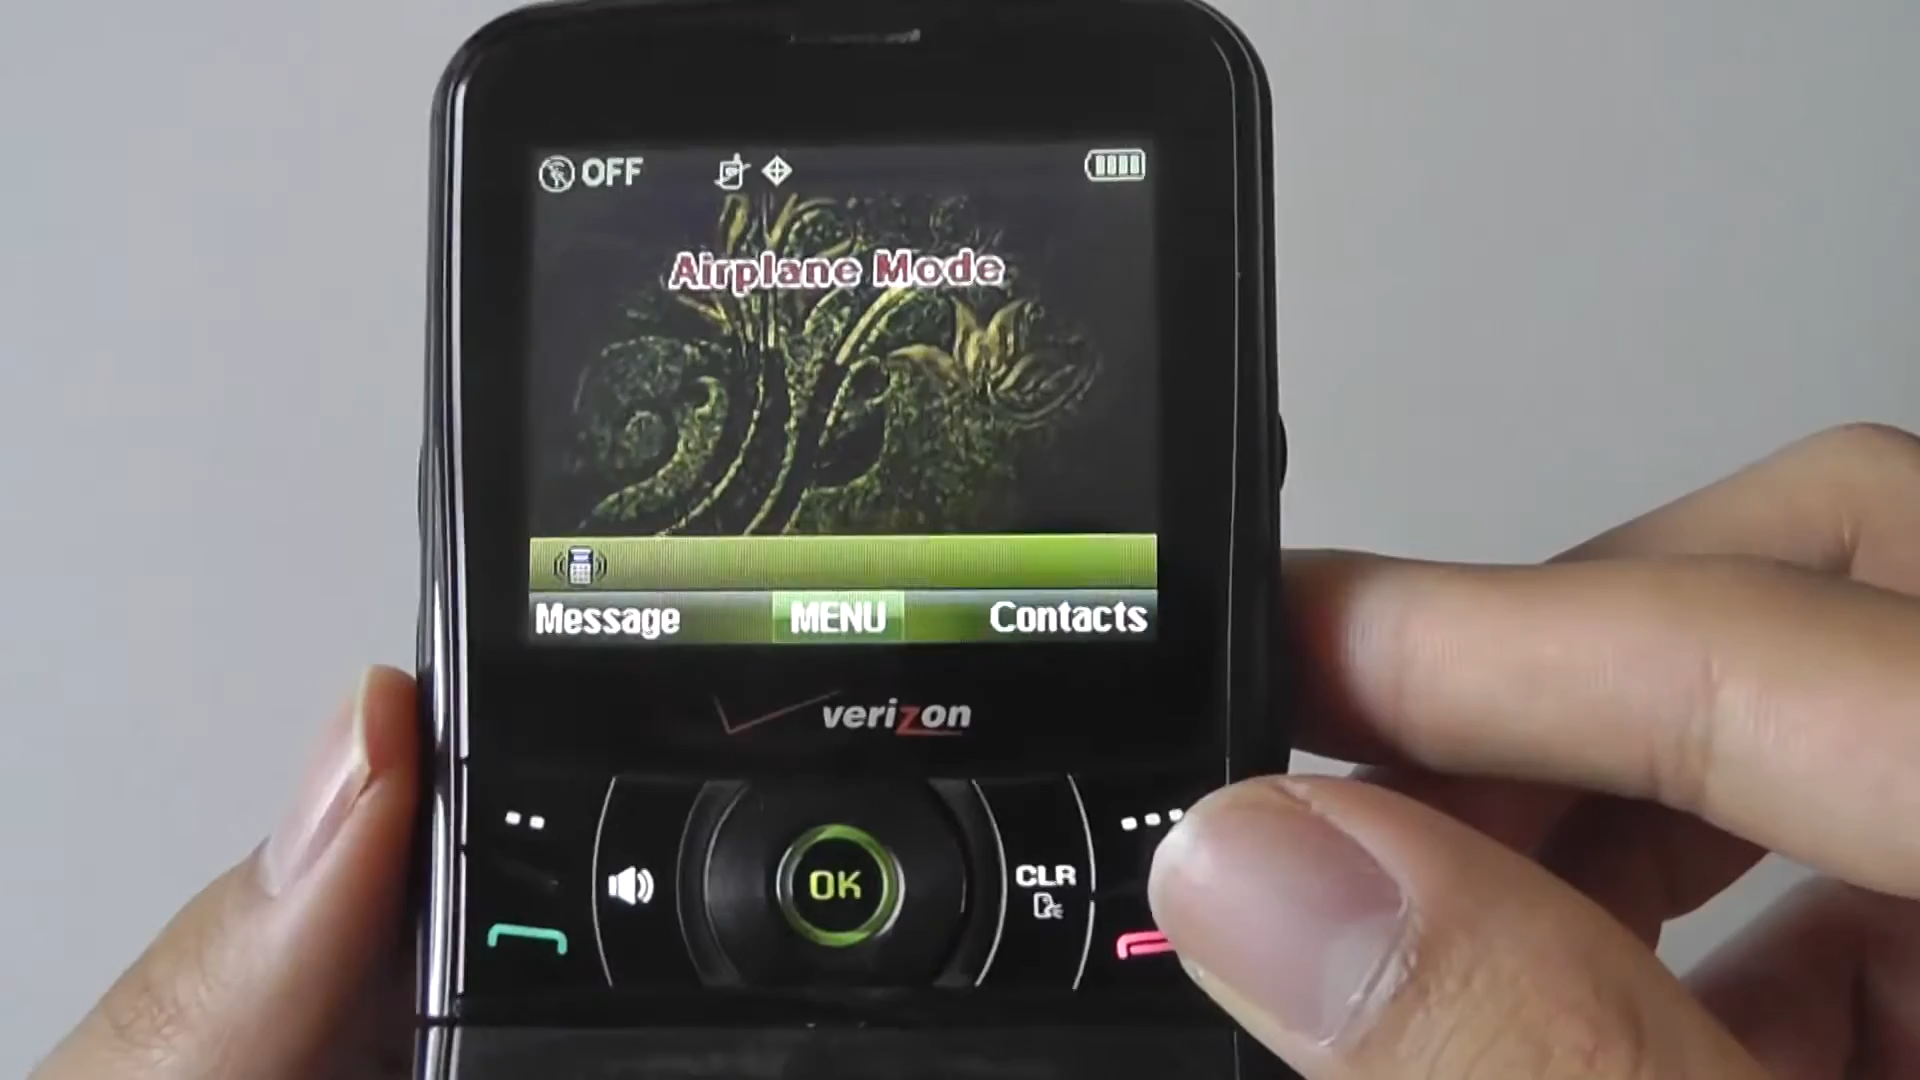 OFF
Airplane Mode
Message MENU Contacts
verizon
OK
CLR